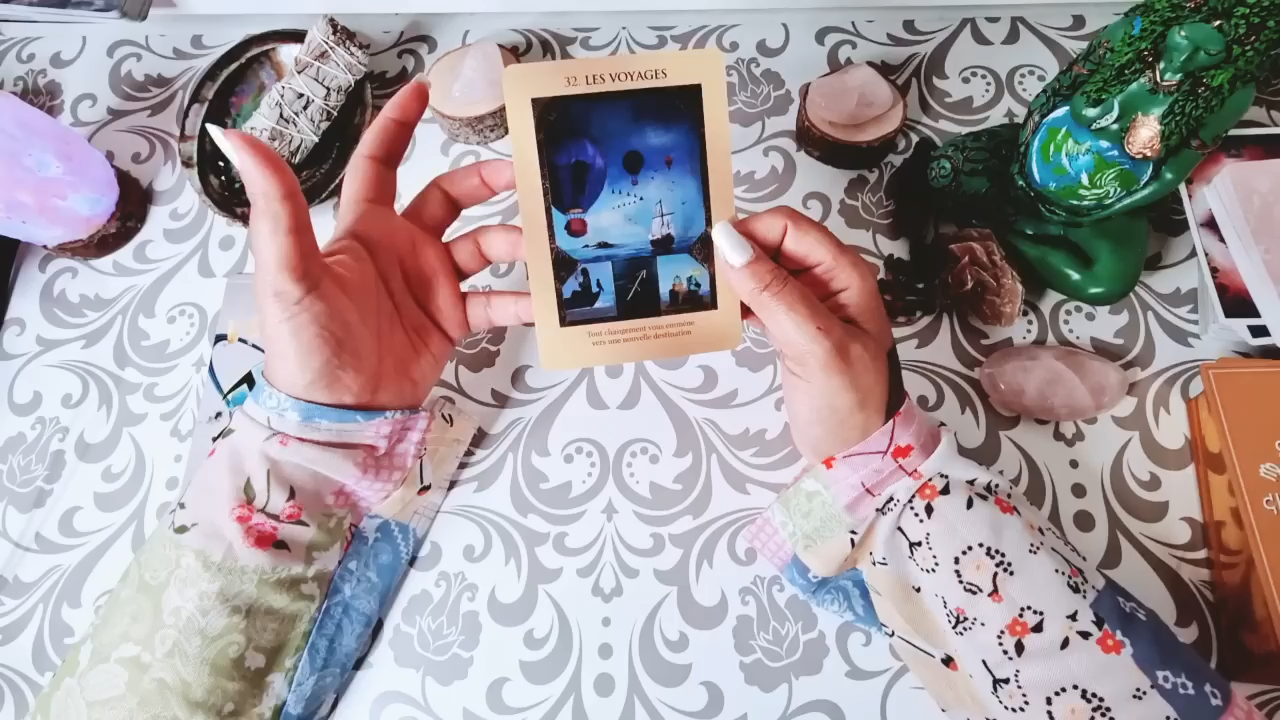 32. LES VOYAGES
Tout changement vous emmène
vers une nouvelle destination